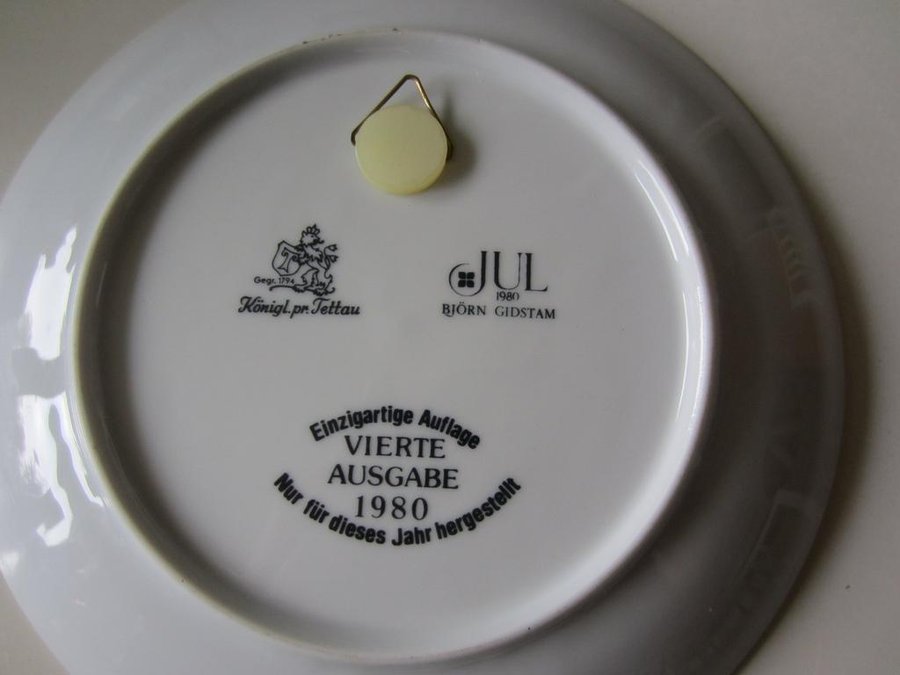 Gegr. 1794
Königl. pr. Tettau
JUL
1980
BJÖRN GIDSTAM
Einzigartige Auflage
VIERTE
AUSGABE
1980
Nur für dieses Jahr hergestellt